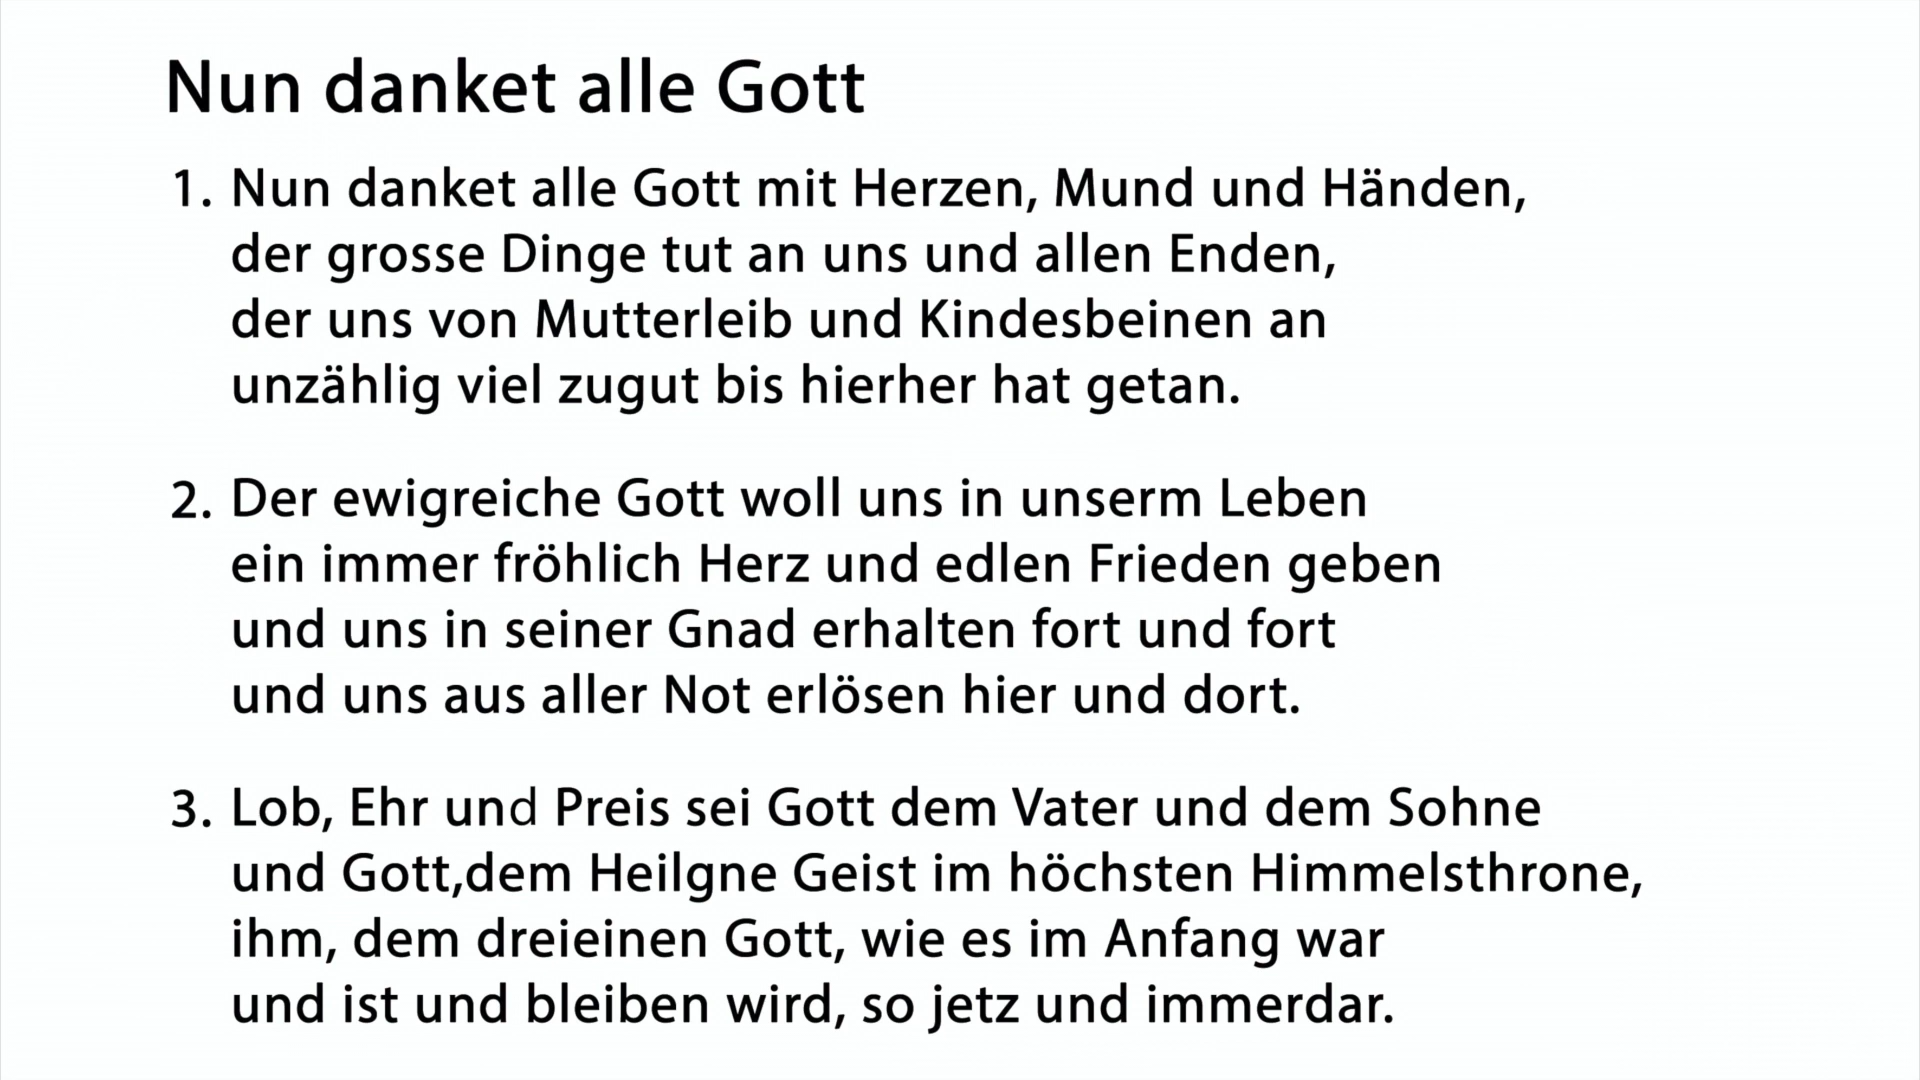 Nun danket alle Gott
1. Nun danket alle Gott mit Herzen, Mund und Händen,
der grosse Dinge tut an uns und allen Enden,
der uns von Mutterleib und Kindesbeinen an
unzählig viel zugut bis hierher hat getan.
2. Der ewigreiche Gott woll uns in unserm Leben
ein immer fröhlich Herz und edlen Frieden geben
und uns in seiner Gnad erhalten fort und fort
und uns aus aller Not erlösen hier und dort.
3. Lob, Ehr und Preis sei Gott dem Vater und dem Sohne
und Gott,dem Heilgne Geist im höchsten Himmelsthrone,
ihm, dem dreieinen Gott, wie es im Anfang war
und ist und bleiben wird, so jetz und immerdar.